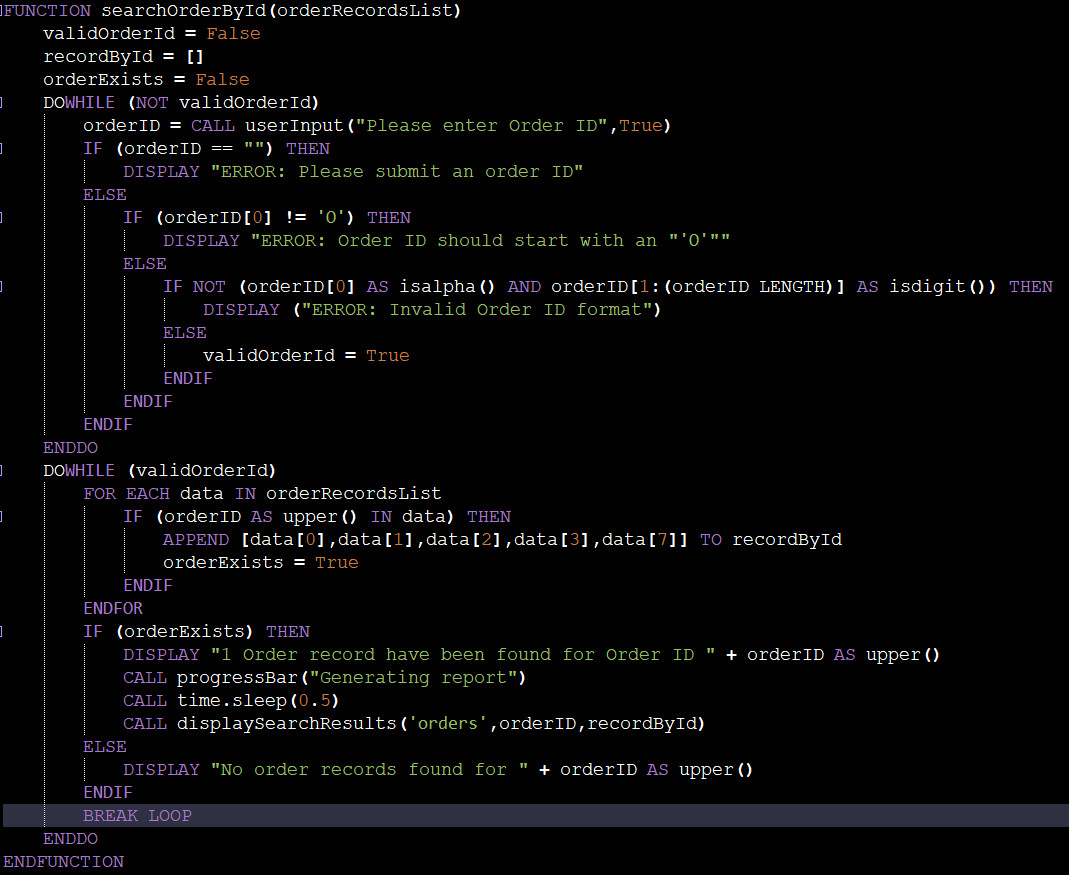 FUNCTION searchOrderById(orderRecordsList)
    validOrderId = False
    recordById = []
    orderExists = False
    DOWHILE (NOT validOrderId)
        orderID = CALL userInput("Please enter Order ID",True)
        IF (orderID == "") THEN
            DISPLAY "ERROR: Please submit an order ID"
        ELSE
            IF (orderID[0] != 'O') THEN
                DISPLAY "ERROR: Order ID should start with an "'O'""
            ELSE
                IF NOT (orderID[0] AS isalpha() AND orderID[1:(orderID LENGTH)] AS isdigit()) THEN
                    DISPLAY ("ERROR: Invalid Order ID format")
                ELSE
                    validOrderId = True
                ENDIF
            ENDIF
        ENDIF
    ENDDO
    DOWHILE (validOrderId)
        FOR EACH data IN orderRecordsList
            IF (orderID AS upper() IN data) THEN
                APPEND [data[0],data[1],data[2],data[3],data[7]] TO recordById
                orderExists = True
            ENDIF
        ENDFOR
        IF (orderExists) THEN
            DISPLAY "1 Order record have been found for Order ID " + orderID AS upper()
            CALL progressBar("Generating report")
            CALL time.sleep(0.5)
            CALL displaySearchResults('orders',orderID,recordById)
        ELSE
            DISPLAY "No order records found for " + orderID AS upper()
        ENDIF
        BREAK LOOP
    ENDDO
ENDFUNCTION